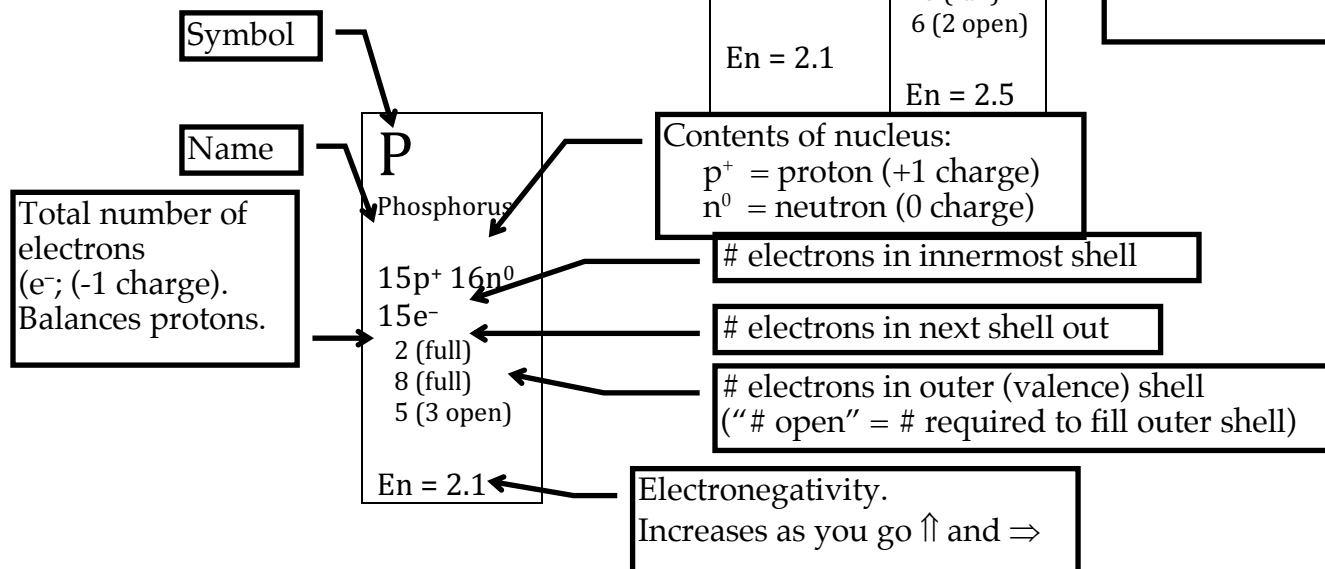 6 (2 open)
Symbol
En = 2.1
En = 2.5
Name
P
Phosphorus
15p⁺ 16n⁰
15e⁻
2 (full)
8 (full)
5 (3 open)
En = 2.1
Contents of nucleus:
p⁺ = proton (+1 charge)
n⁰ = neutron (0 charge)
Total number of
electrons
(e⁻; (-1 charge).
Balances protons.
# electrons in innermost shell
# electrons in next shell out
# electrons in outer (valence) shell
("# open" = # required to fill outer shell)
Electronegativity.
Increases as you go ⇑ and ⇒